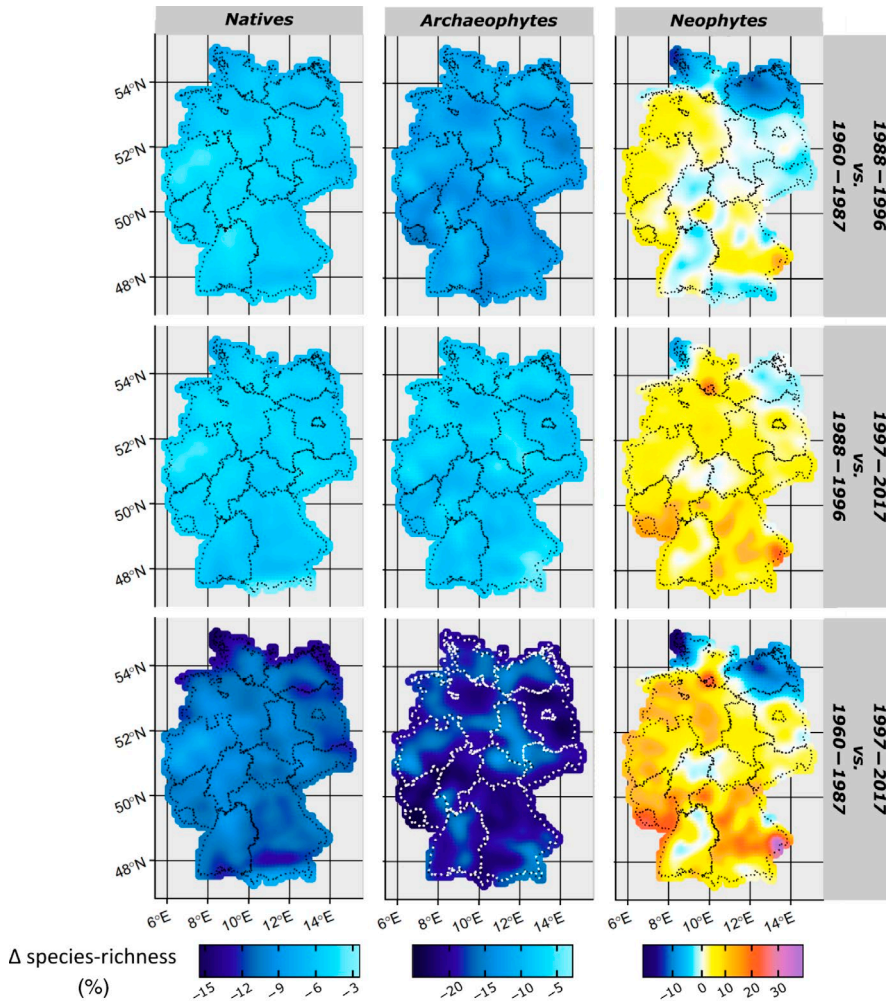 Natives Archaeophytes Neophytes
54°N
52°N
50°N
48°N
1988−1996
vs.
1960−1987
54°N
52°N
50°N
48°N
1997−2017
vs.
1988−1996
54°N
52°N
50°N
48°N
1997−2017
vs.
1960−1987
6°E 8°E 10°E 12°E 14°E 6°E 8°E 10°E 12°E 14°E 6°E 8°E 10°E 12°E 14°E
Δ species-richness
(%)
−15 −12 −9 −6 −3 −20 −15 −10 −5 −10 0 10 20 30